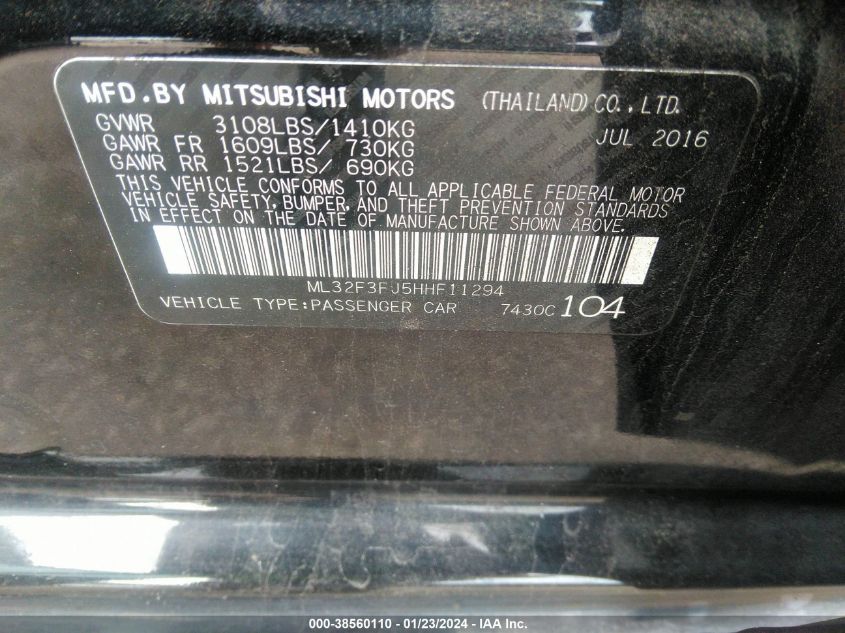 MFD.BY MITSUBISHI MOTORS (THAILAND)CO.,LTD.
GVWR 3108LBS/1410KG JUL 2016
GAWR FR 1609LBS/ 730KG
GAWR RR 1521LBS/ 690KG
THIS VEHICLE CONFORMS TO ALL APPLICABLE FEDERAL MOTOR
VEHICLE SAFETY, BUMPER, AND THEFT PREVENTION STANDARDS
IN EFFECT ON THE DATE OF MANUFACTURE SHOWN ABOVE.
ML32F3FJ5HHF11294
VEHICLE TYPE:PASSENGER CAR 7430C 104
000-38560110 — 01/23/2024 — IAA Inc.